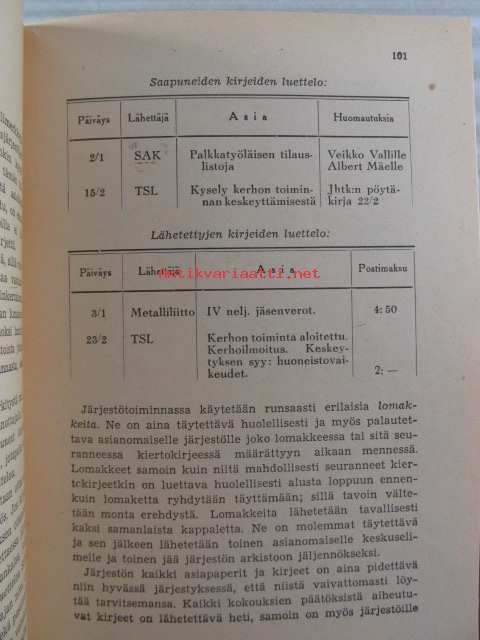 101
Saapuneiden kirjeiden luettelo:
Päiväys Lähettäjä Asia Huomautuksia
2/1 SAK Palkkatyöläisen tilaus- Veikko Vallille
listoja Albert Mäelle
15/2 TSL Kysely kerhon toimin- Jhtk:n pöytä-
nan keskeyttämisestä kirja 22/2
Lähetettyjen kirjeiden luettelo:
Päiväys Lähettäjä Asia Postimaksu
antikvariaatti.net
3/1 Metalliliitto IV nelj. jäsenverot. 4:50
23/2 TSL Kerhon toiminta aloitettu.
Kerhoilmoitus. Keskey-
tyksen syy: huoneistovai-
keudet. 2:—
Järjestötoiminnassa käytetään runsaasti erilaisia lomak-
keita. Ne on aina täytettävä huolellisesti ja myös palautet-
tava asianomaiselle järjestölle joko lomakkeessa tai sitä seu-
ranneessa kiertokirjeessä määrättyyn aikaan mennessä.
Lomakkeet samoin kuin niitä mahdollisesti seuranneet kier-
tokirjeetkin on luettava huolellisesti alusta loppuun ennen-
kuin lomaketta ryhdytään täyttämään; sillä tavoin välte-
tään monta erehdystä. Lomakkeita lähetetään tavallisesti
kaksi samanlaista kappaletta. Ne on molemmat täytettävä
ja sen jälkeen lähetetään toinen asianomaiselle keskuseli-
melle ja toinen jää järjestön arkistoon jäljennökseksi.
Järjestön kaikki asiapaperit ja kirjeet on aina pidettävä
niin hyvässä järjestyksessä, että niistä vaivattomasti löy-
tää tarvitsemansa. Kaikki kokouksien päätöksistä aiheutu-
vat kirjeet on lähetettävä heti, samoin on myös järjestöille